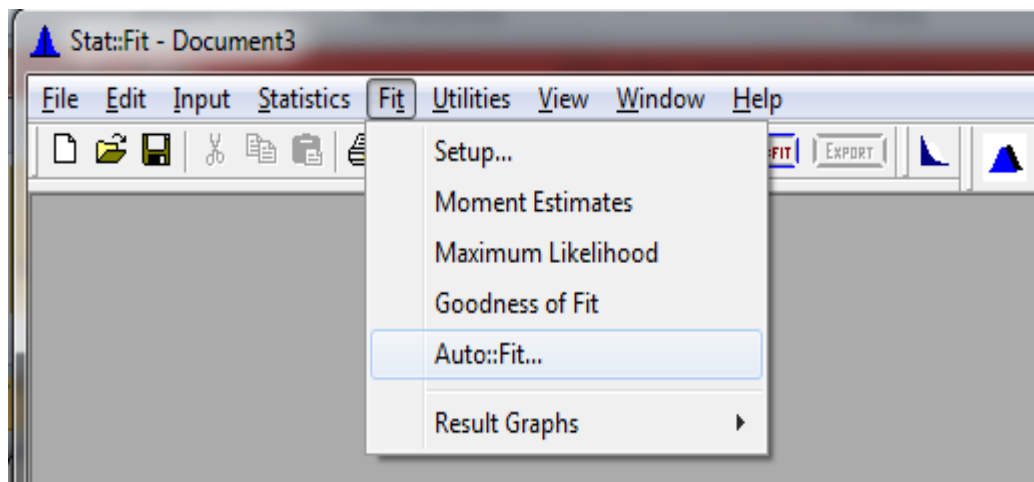 Stat::Fit - Document3
File Edit Input Statistics Fit Utilities View Window Help
:FIT EXPORT
Setup...
Moment Estimates
Maximum Likelihood
Goodness of Fit
Auto::Fit...
Result Graphs